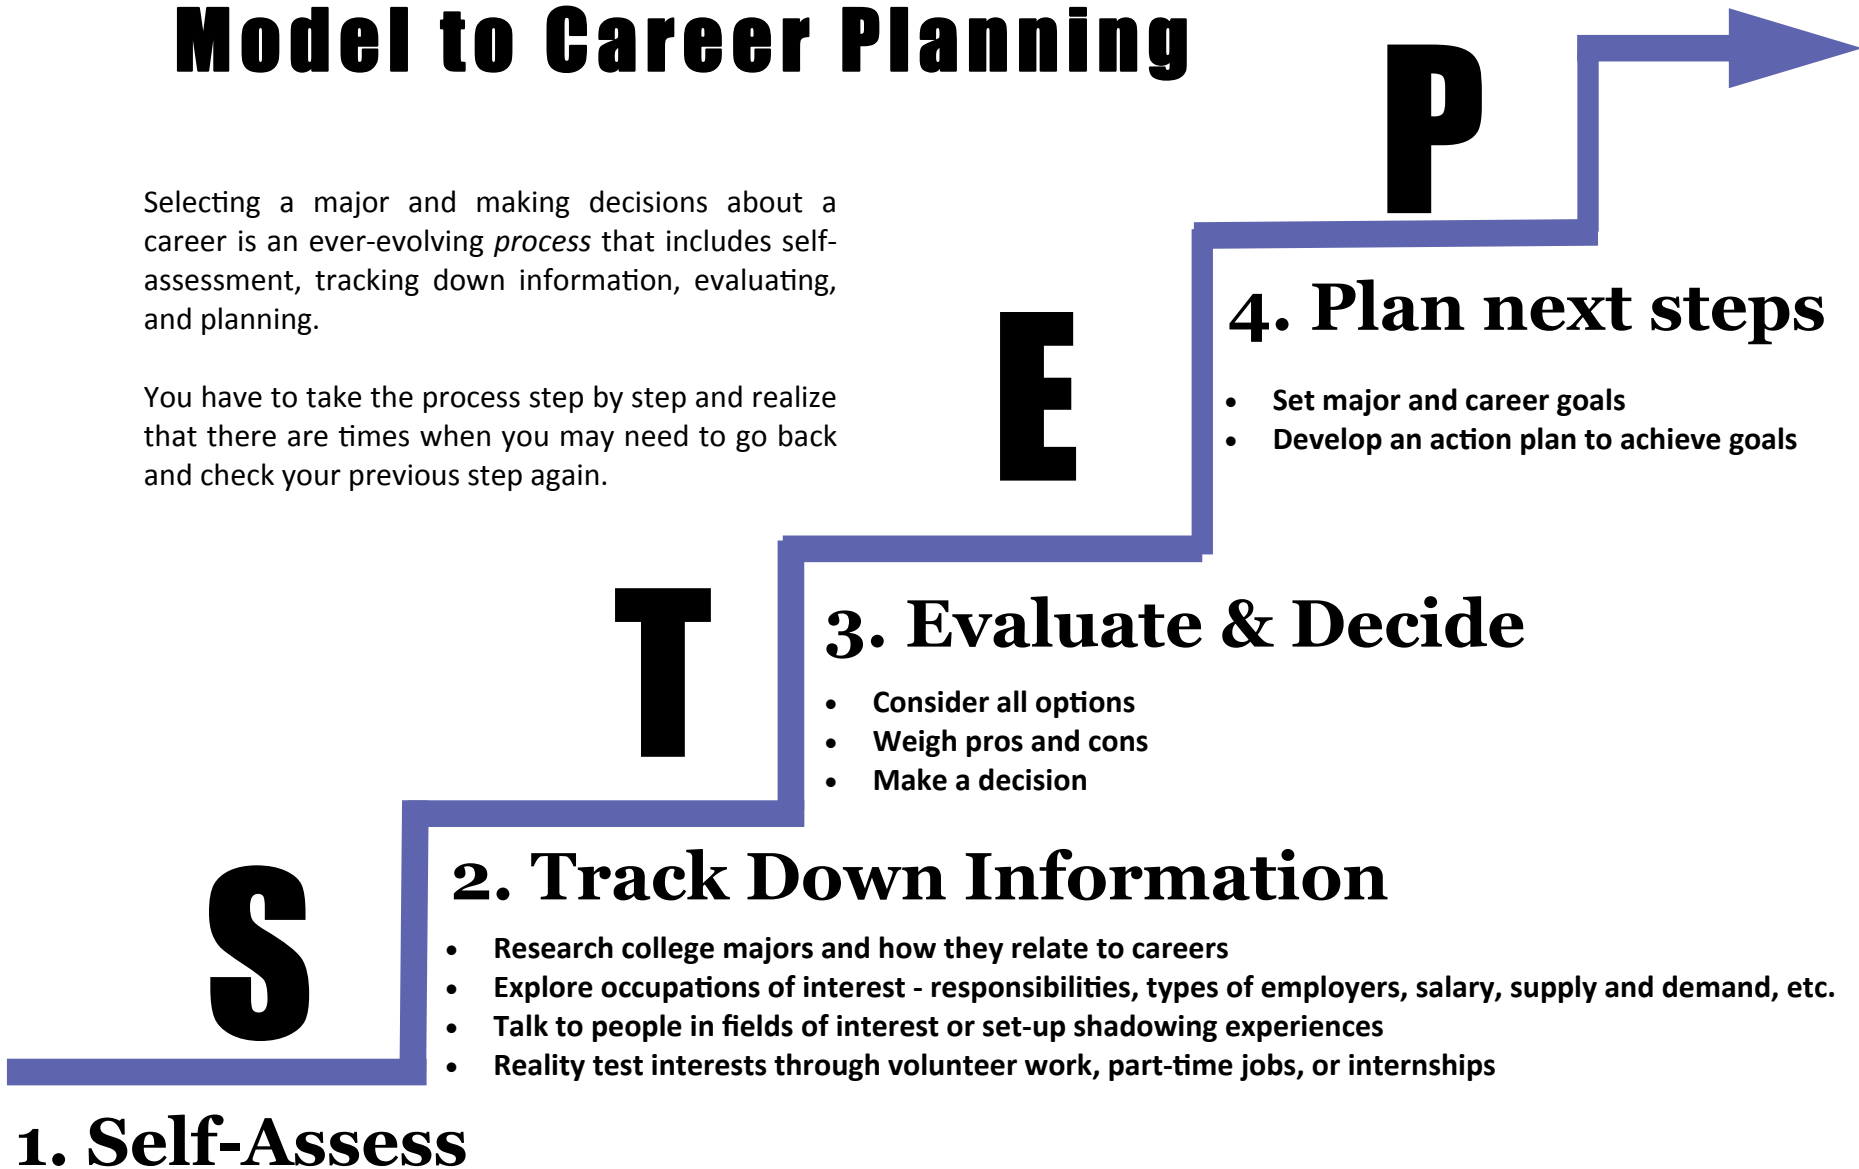 Model to Career Planning
Selecting a major and making decisions about a
career is an ever-evolving process that includes self-
assessment, tracking down information, evaluating,
and planning.
You have to take the process step by step and realize
that there are times when you may need to go back
and check your previous step again.
S
T
E
P
4. Plan next steps
• Set major and career goals
• Develop an action plan to achieve goals
3. Evaluate & Decide
• Consider all options
• Weigh pros and cons
• Make a decision
2. Track Down Information
• Research college majors and how they relate to careers
• Explore occupations of interest - responsibilities, types of employers, salary, supply and demand, etc.
• Talk to people in fields of interest or set-up shadowing experiences
• Reality test interests through volunteer work, part-time jobs, or internships
1. Self-Assess